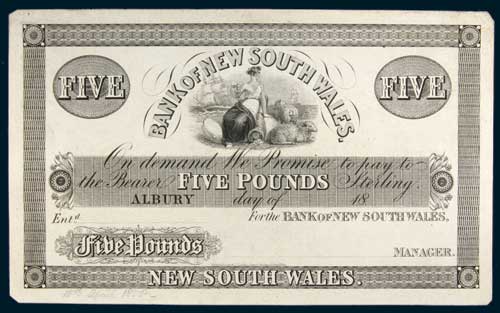 BANK OF NEW SOUTH WALES.
FIVE FIVE
On demand We Promise to pay to
the Bearer FIVE POUNDS Sterling.
ALBURY day of 18
Entd. For the BANK OF NEW SOUTH WALES,
Five Pounds MANAGER.
NEW SOUTH WALES.